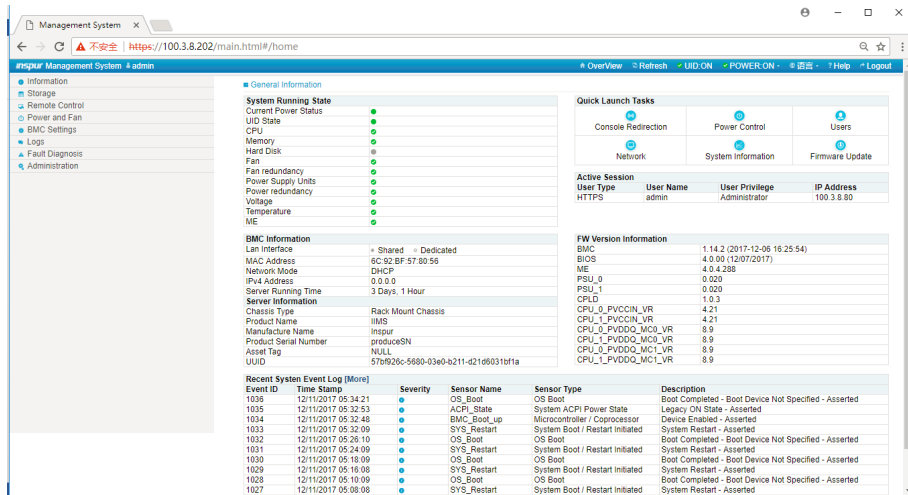 Management System
不安全 | https://100.3.8.202/main.html#/home
inspur Management System admin OverView Refresh UID:ON POWER:ON 语言 Help Logout
Information
Storage
Remote Control
Power and Fan
BMC Settings
Logs
Fault Diagnosis
Administration
General Information
System Running State
Current Power Status
UID State
CPU
Memory
Hard Disk
Fan
Fan redundancy
Power Supply Units
Power redundancy
Voltage
Temperature
ME
Quick Launch Tasks
Console Redirection Power Control Users
Network System Information Firmware Update
Active Session
User Type User Name User Privilege IP Address
HTTPS admin Administrator 100.3.8.80
BMC Information
Lan Interface Shared Dedicated
MAC Address 6C:92:BF:57:80:56
Network Mode DHCP
IPv4 Address 0.0.0.0
Server Running Time 3 Days, 1 Hour
Server Information
Chassis Type Rack Mount Chassis
Product Name IIMS
Manufacture Name Inspur
Product Serial Number produceSN
Asset Tag NULL
UUID 57bf926c-5680-03e0-b211-d21d6031bf1a
FW Version Information
BMC 1.14.2 (2017-12-06 16:25:54)
BIOS 4.0.00 (12/07/2017)
ME 4.0.4.288
PSU_0 0.020
PSU_1 0.020
CPLD 1.0.3
CPU_0_PVCCIN_VR 4.21
CPU_1_PVCCIN_VR 4.21
CPU_0_PVDDQ_MC0_VR 8.9
CPU_1_PVDDQ_MC0_VR 8.9
CPU_0_PVDDQ_MC1_VR 8.9
CPU_1_PVDDQ_MC1_VR 8.9
Recent System Event Log [More]
Event ID Time Stamp Severity Sensor Name Sensor Type Description
1036 12/11/2017 05:34:21 OS_Boot OS Boot Boot Completed - Boot Device Not Specified - Asserted
1035 12/11/2017 05:32:53 ACPI_State System ACPI Power State Legacy ON State - Asserted
1034 12/11/2017 05:32:48 BMC_Boot_up Microcontroller / Coprocessor Device Enabled - Asserted
1033 12/11/2017 05:32:09 SYS_Restart System Boot / Restart Initiated System Restart - Asserted
1032 12/11/2017 05:26:10 OS_Boot OS Boot Boot Completed - Boot Device Not Specified - Asserted
1031 12/11/2017 05:24:09 SYS_Restart System Boot / Restart Initiated System Restart - Asserted
1030 12/11/2017 05:18:09 OS_Boot OS Boot Boot Completed - Boot Device Not Specified - Asserted
1029 12/11/2017 05:16:08 SYS_Restart System Boot / Restart Initiated System Restart - Asserted
1028 12/11/2017 05:10:09 OS_Boot OS Boot Boot Completed - Boot Device Not Specified - Asserted
1027 12/11/2017 05:08:08 SYS_Restart System Boot / Restart Initiated System Restart - Asserted